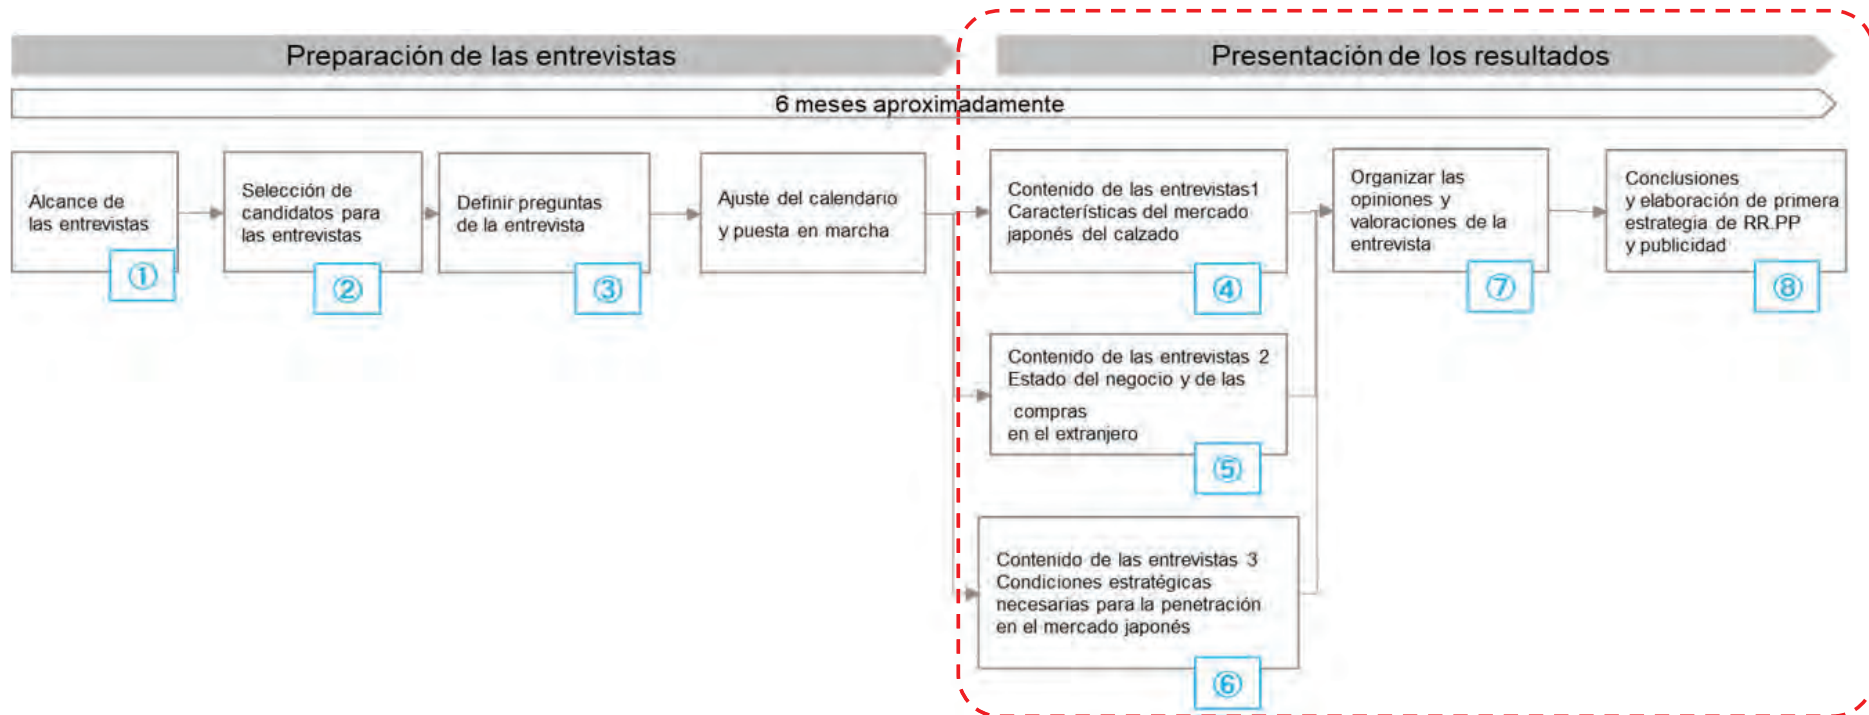 Preparación de las entrevistas
Presentación de los resultados
6 meses aproximadamente
Alcance de
las entrevistas
①
Selección de
candidatos para
las entrevistas
②
Definir preguntas
de la entrevista
③
Ajuste del calendario
y puesta en marcha
Contenido de las entrevistas1
Características del mercado
japonés del calzado
④
Contenido de las entrevistas 2
Estado del negocio y de las
compras
en el extranjero
⑤
Contenido de las entrevistas 3
Condiciones estratégicas
necesarias para la penetración
en el mercado japonés
⑥
Organizar las
opiniones y
valoraciones de la
entrevista
⑦
Conclusiones
y elaboración de primera
estrategia de RR.PP
y publicidad
⑧